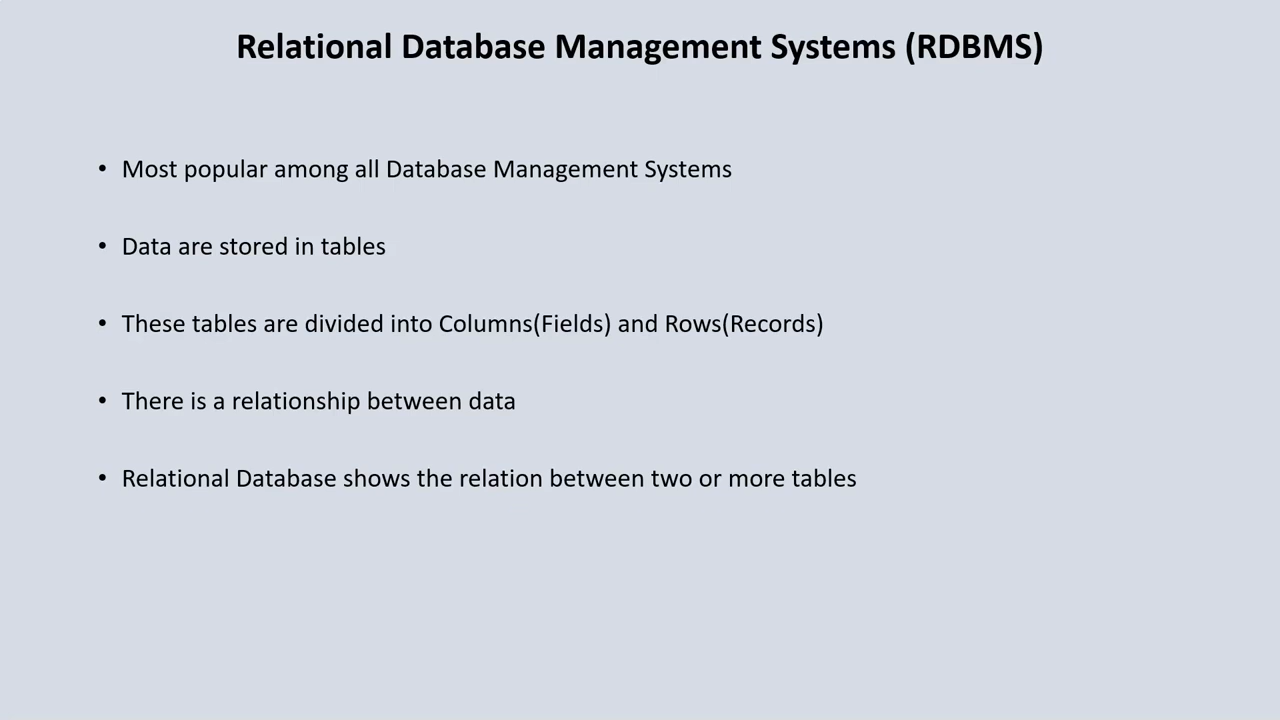 Relational Database Management Systems (RDBMS)
• Most popular among all Database Management Systems
• Data are stored in tables
• These tables are divided into Columns(Fields) and Rows(Records)
• There is a relationship between data
• Relational Database shows the relation between two or more tables